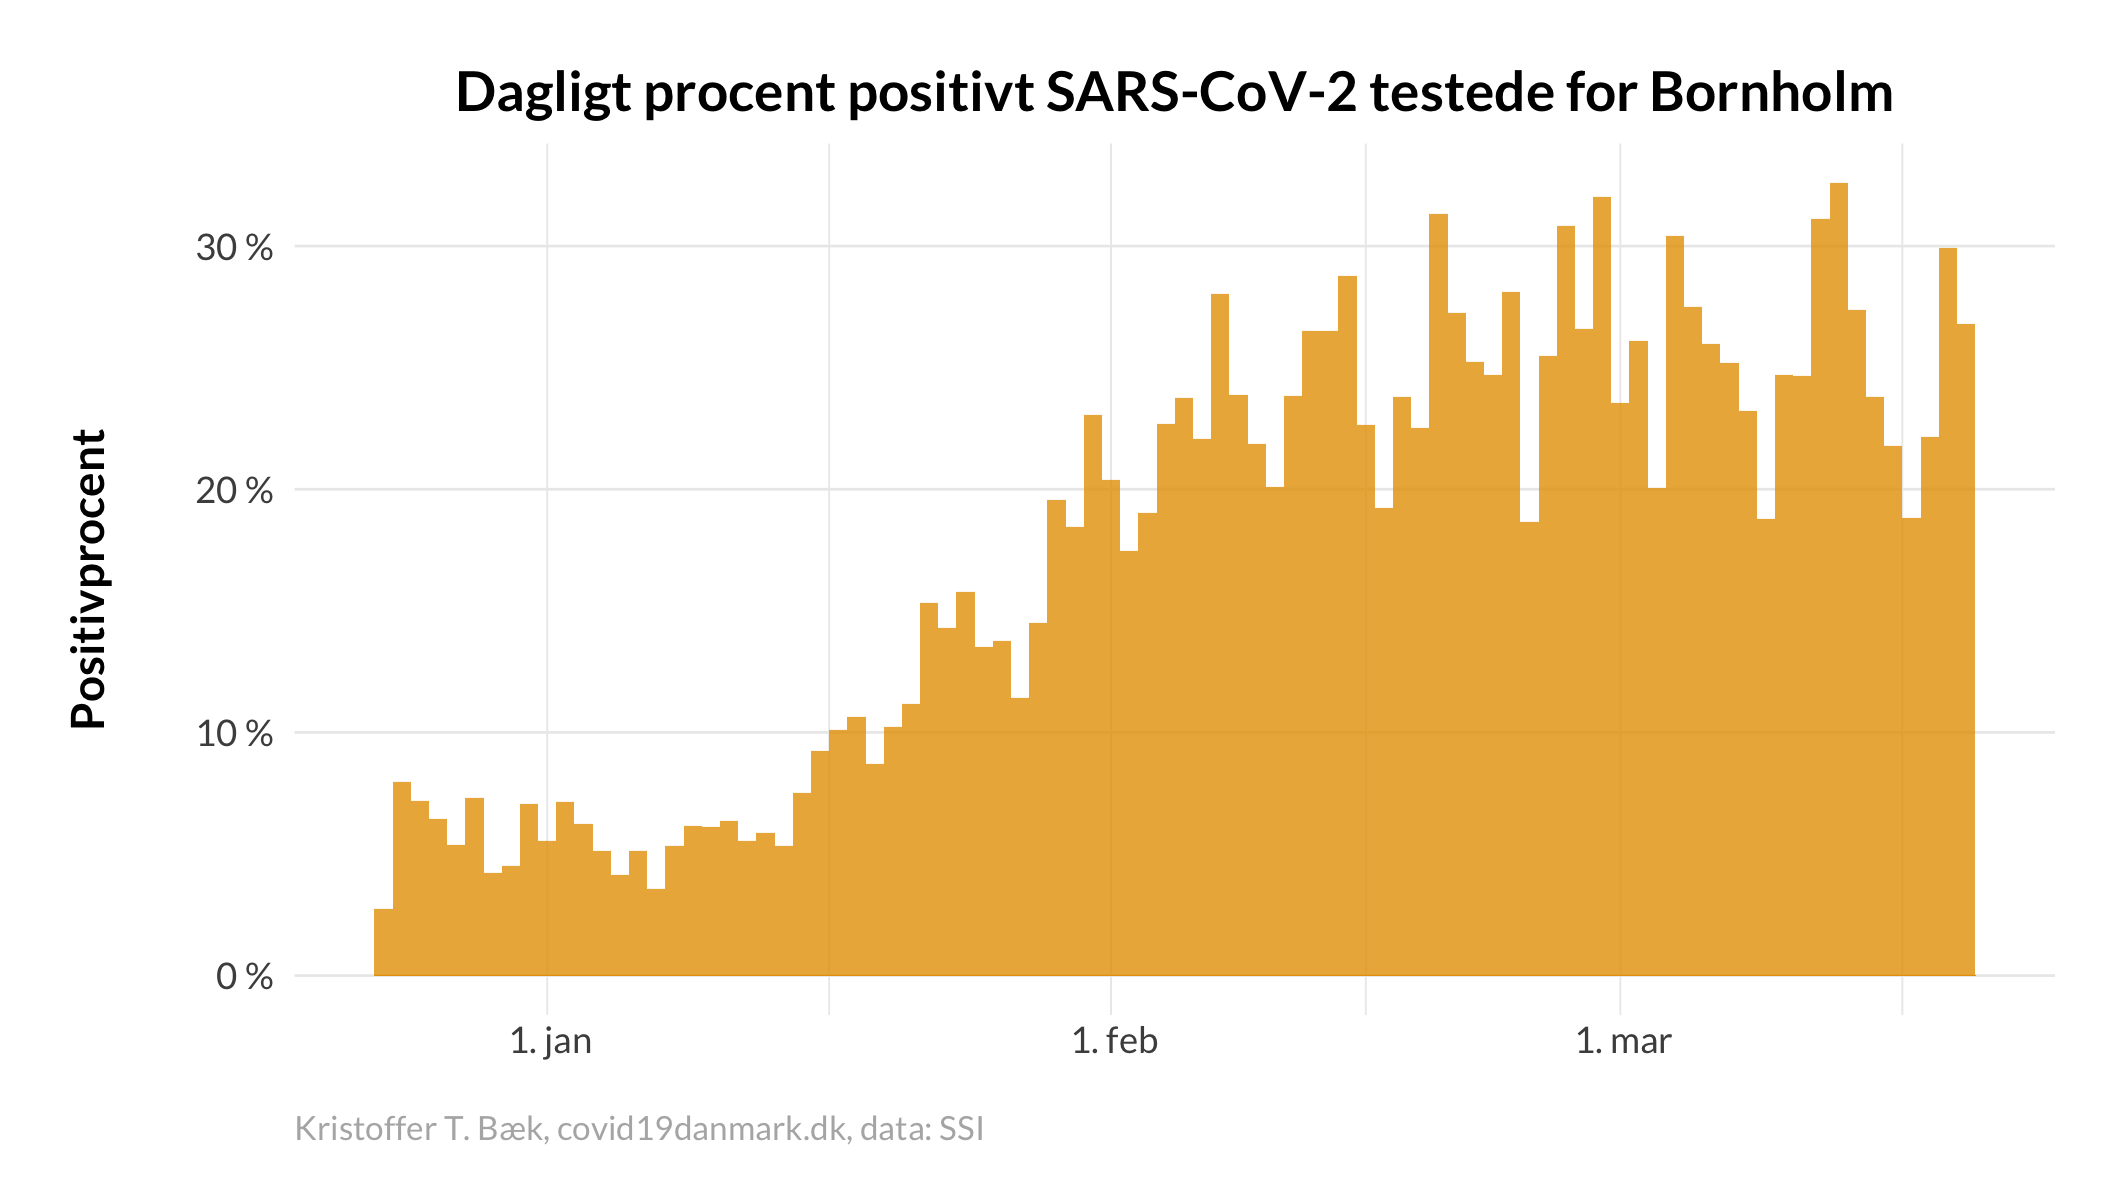 Dagligt procent positivt SARS-CoV-2 testede for Bornholm
Positivprocent
30 %
20 %
10 %
0 %
1. jan
1. feb
1. mar
Kristoffer T. Bæk, covid19danmark.dk, data: SSI